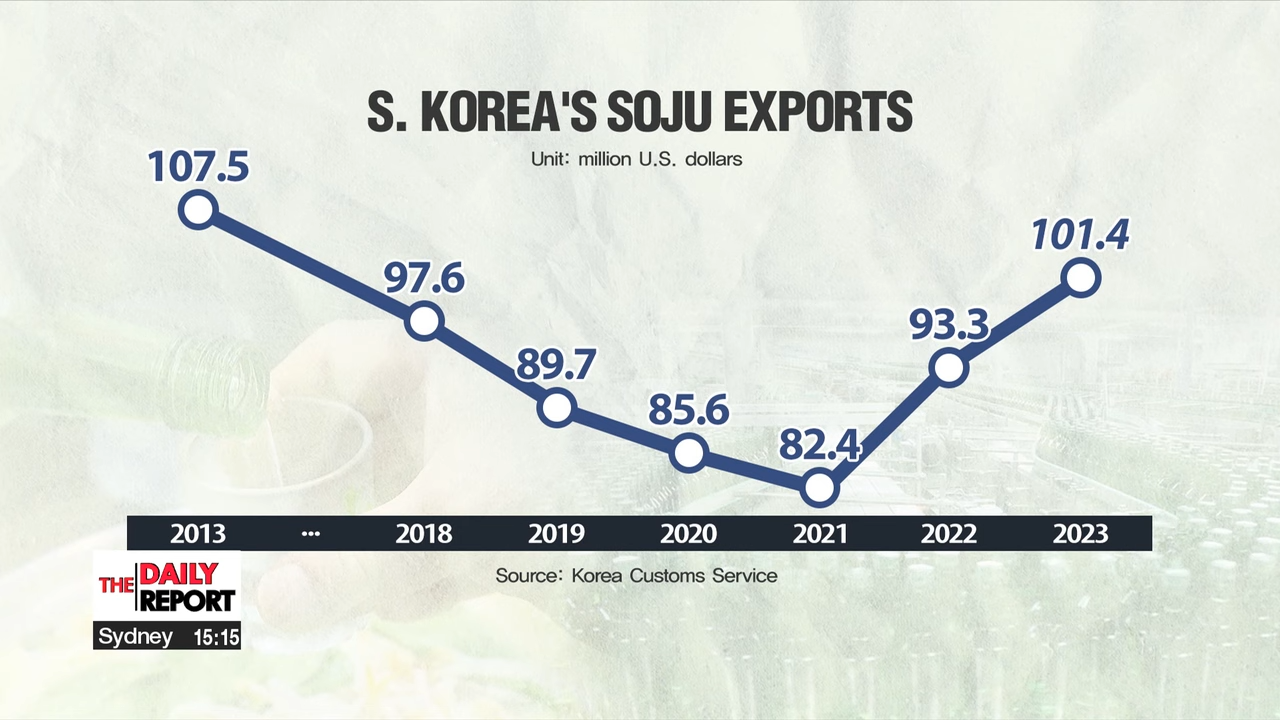 S. KOREA'S SOJU EXPORTS
Unit: million U.S. dollars
107.5
97.6
89.7
85.6
82.4
93.3
101.4
2013 ... 2018 2019 2020 2021 2022 2023
Source: Korea Customs Service
THE DAILY
REPORT
Sydney 15:15